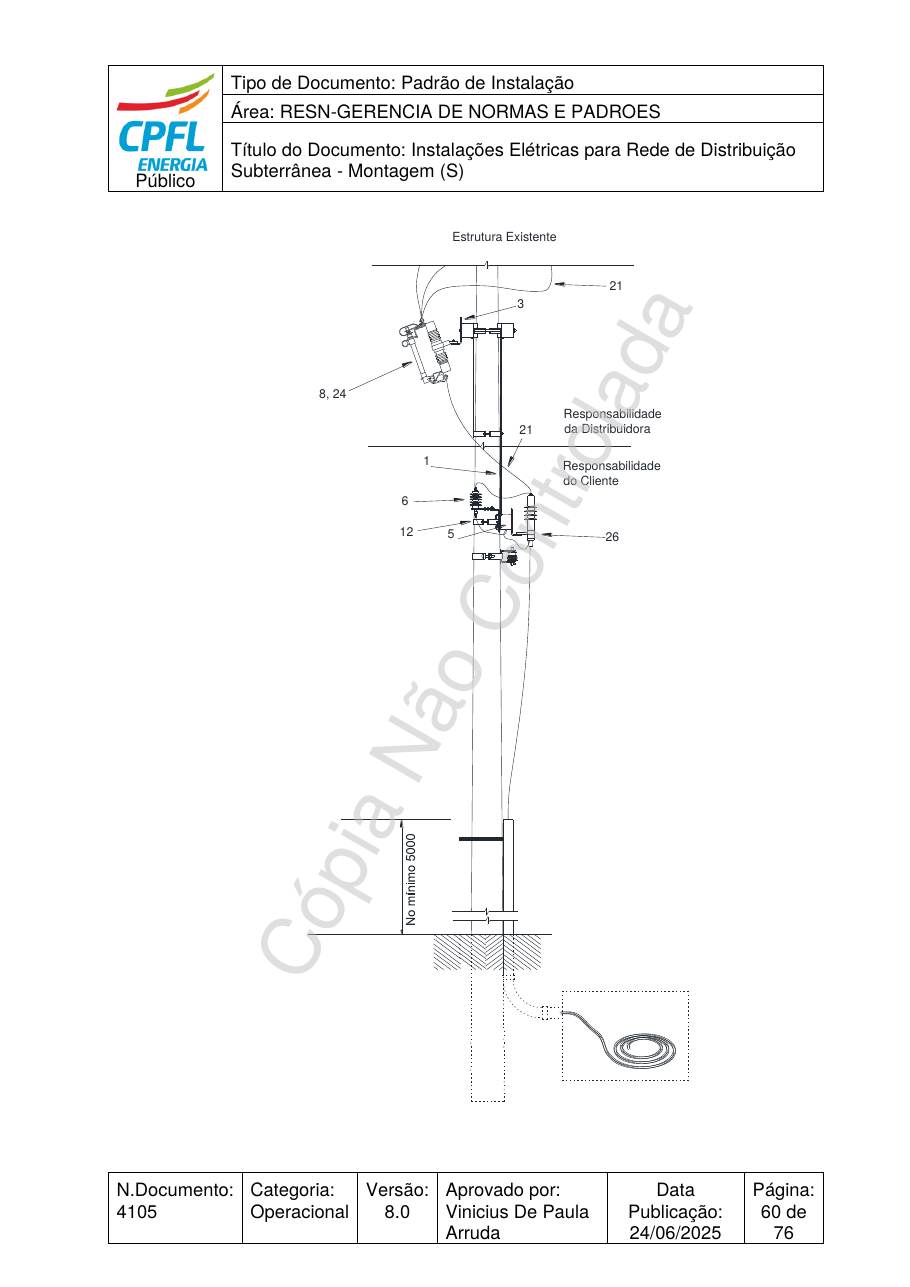 Tipo de Documento: Padrão de Instalação
Área: RESN-GERENCIA DE NORMAS E PADROES
Título do Documento: Instalações Elétricas para Rede de Distribuição
Subterrânea - Montagem (S)
CPFL
ENERGIA
Público
Estrutura Existente
21
3
8, 24
Responsabilidade
da Distribuidora
21
1
Responsabilidade
do Cliente
6
12
5
26
No mínimo 5000
Cópia Não Controlada
N.Documento:
4105
Categoria:
Operacional
Versão:
8.0
Aprovado por:
Vinicius De Paula
Arruda
Data
Publicação:
24/06/2025
Página:
60 de
76